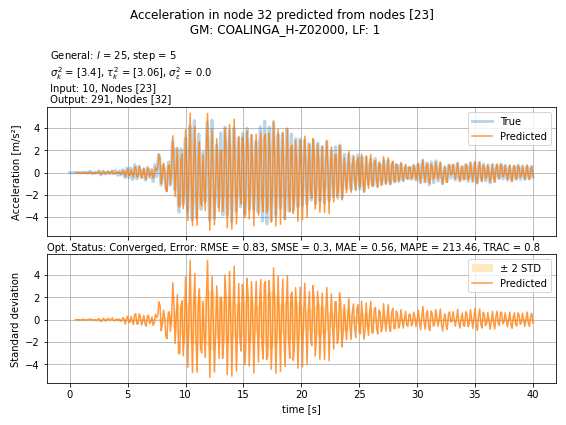 Acceleration in node 32 predicted from nodes [23]
GM: COALINGA_H-Z02000, LF: 1
General: l = 25, step = 5
σ²ₖ = [3.4], τ²ₖ = [3.06], σ²ε = 0.0
Input: 10, Nodes [23]
Output: 291, Nodes [32]
Acceleration [m/s²]
4
2
0
−2
−4
True
Predicted
Opt. Status: Converged, Error: RMSE = 0.83, SMSE = 0.3, MAE = 0.56, MAPE = 213.46, TRAC = 0.8
Standard deviation
4
2
0
−2
−4
± 2 STD
Predicted
0 5 10 15 20 25 30 35 40
time [s]